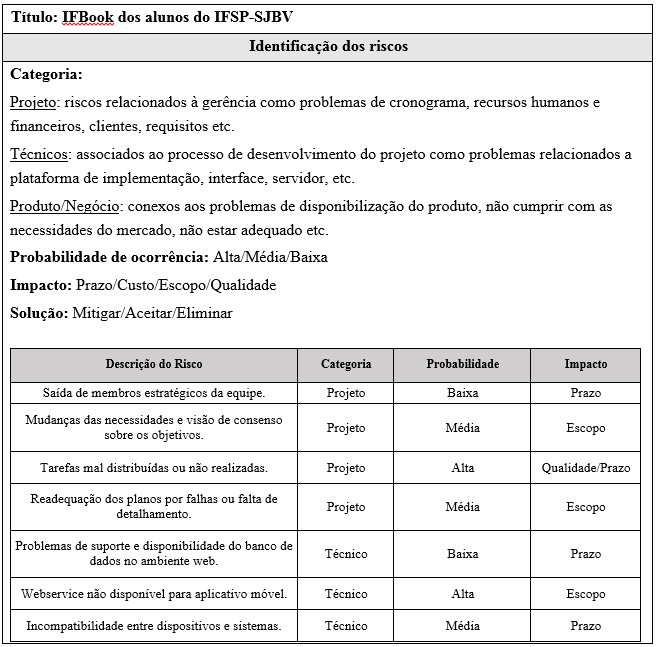 Título: IFBook dos alunos do IFSP-SJBV
Identificação dos riscos
Categoria:
Projeto: riscos relacionados à gerência como problemas de cronograma, recursos humanos e
financeiros, clientes, requisitos etc.
Técnicos: associados ao processo de desenvolvimento do projeto como problemas relacionados a
plataforma de implementação, interface, servidor, etc.
Produto/Negócio: conexos aos problemas de disponibilização do produto, não cumprir com as
necessidades do mercado, não estar adequado etc.
Probabilidade de ocorrência: Alta/Média/Baixa
Impacto: Prazo/Custo/Escopo/Qualidade
Solução: Mitigar/Aceitar/Eliminar
Descrição do Risco Categoria Probabilidade Impacto
Saída de membros estratégicos da equipe. Projeto Baixa Prazo
Mudanças das necessidades e visão de consenso
sobre os objetivos. Projeto Média Escopo
Tarefas mal distribuídas ou não realizadas. Projeto Alta Qualidade/Prazo
Readequação dos planos por falhas ou falta de
detalhamento. Projeto Média Escopo
Problemas de suporte e disponibilidade do banco de
dados no ambiente web. Técnico Baixa Prazo
Webservice não disponível para aplicativo móvel. Técnico Alta Escopo
Incompatibilidade entre dispositivos e sistemas. Técnico Média Prazo